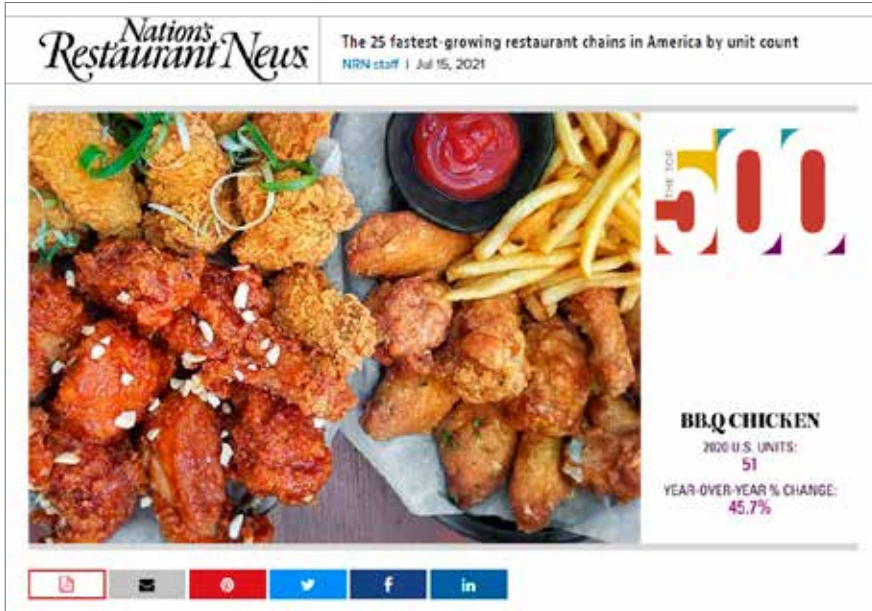 Nation's
Restaurant News
The 25 fastest-growing restaurant chains in America by unit count
NRN staff | Jul 15, 2021
THE TOP
500
BB.Q CHICKEN
2020 U.S. UNITS:
51
YEAR-OVER-YEAR % CHANGE:
45.7%
f
in